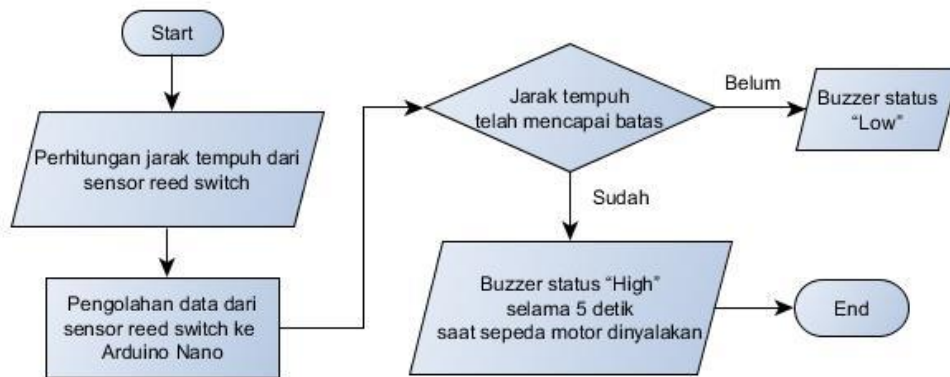 Start
Perhitungan jarak tempuh dari
sensor reed switch
Pengolahan data dari
sensor reed switch ke
Arduino Nano
Jarak tempuh
telah mencapai batas
Belum
Buzzer status
“Low”
Sudah
Buzzer status “High”
selama 5 detik
saat sepeda motor dinyalakan
End